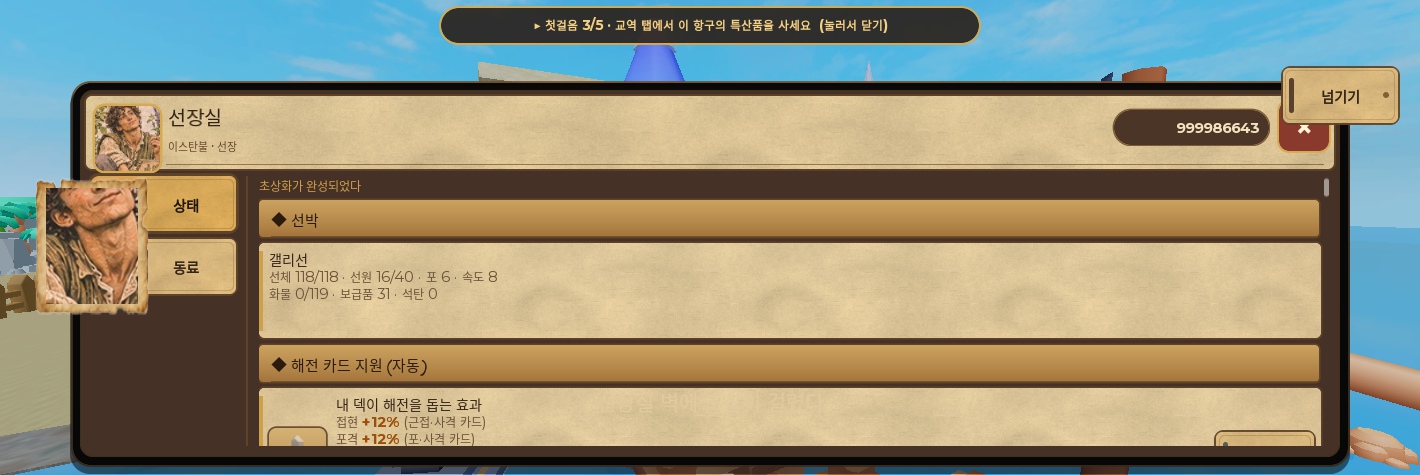 ▸ 첫걸음 3/5 · 교역 탭에서 이 항구의 특산품을 사세요 (눌러서 닫기)
넘기기
선장실
이스탄불 · 선장
999986643
상태
동료
초상화가 완성되었다
◆ 선박
갤리선
선체 118/118 · 선원 16/40 · 포 6 · 속도 8
화물 0/119 · 보급품 31 · 석탄 0
◆ 해전 카드 지원 (자동)
내 덱이 해전을 돕는 효과
접현 +12% (근접·사격 카드)
포격 +12% (포·사격 카드)